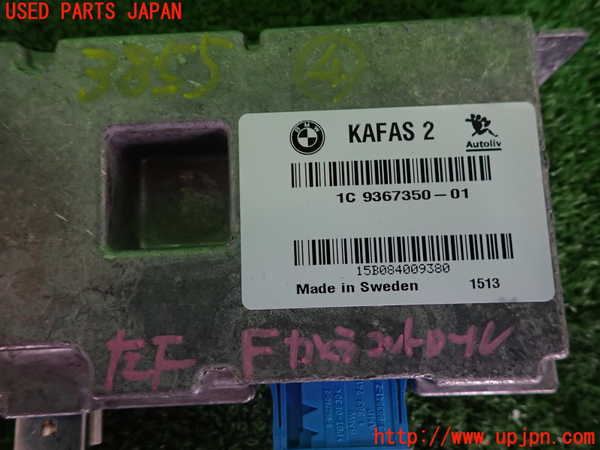 USED PARTS JAPAN
3855 ④
BMW
KAFAS 2
Autoliv
1C 9367350-01
15B084009380
Made in Sweden 1513
左F Fカメラコントロール
http://www.upjpn.com/